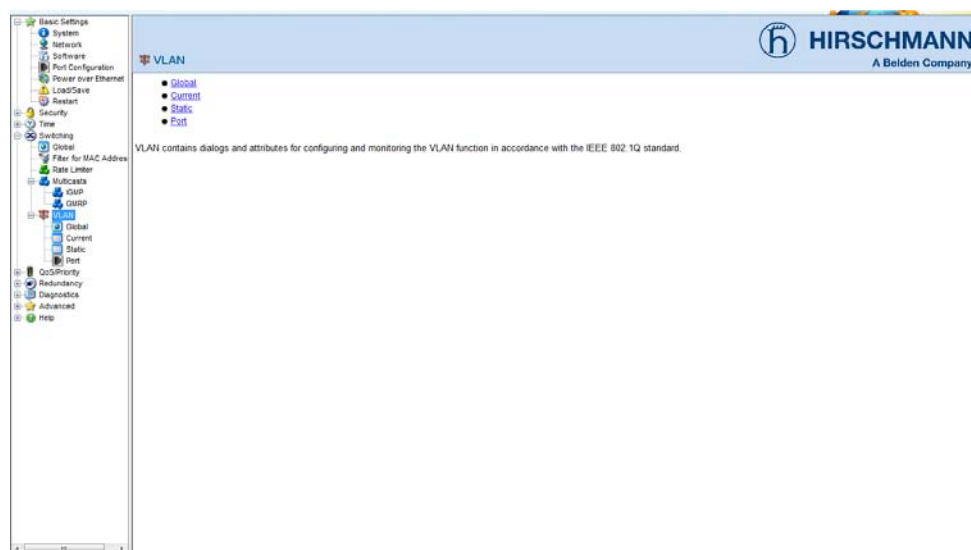 Basic Settings
System
Network
Software
Port Configuration
Power over Ethernet
Load/Save
Restart
Security
Time
Switching
Global
Filter for MAC Addres
Rate Limiter
Multicasts
IGMP
GMRP
VLAN
Global
Current
Static
Port
QoS/Priority
Redundancy
Diagnostics
Advanced
Help
HIRSCHMANN
A Belden Company
VLAN
Global
Current
Static
Port
VLAN contains dialogs and attributes for configuring and monitoring the VLAN function in accordance with the IEEE 802.1Q standard.